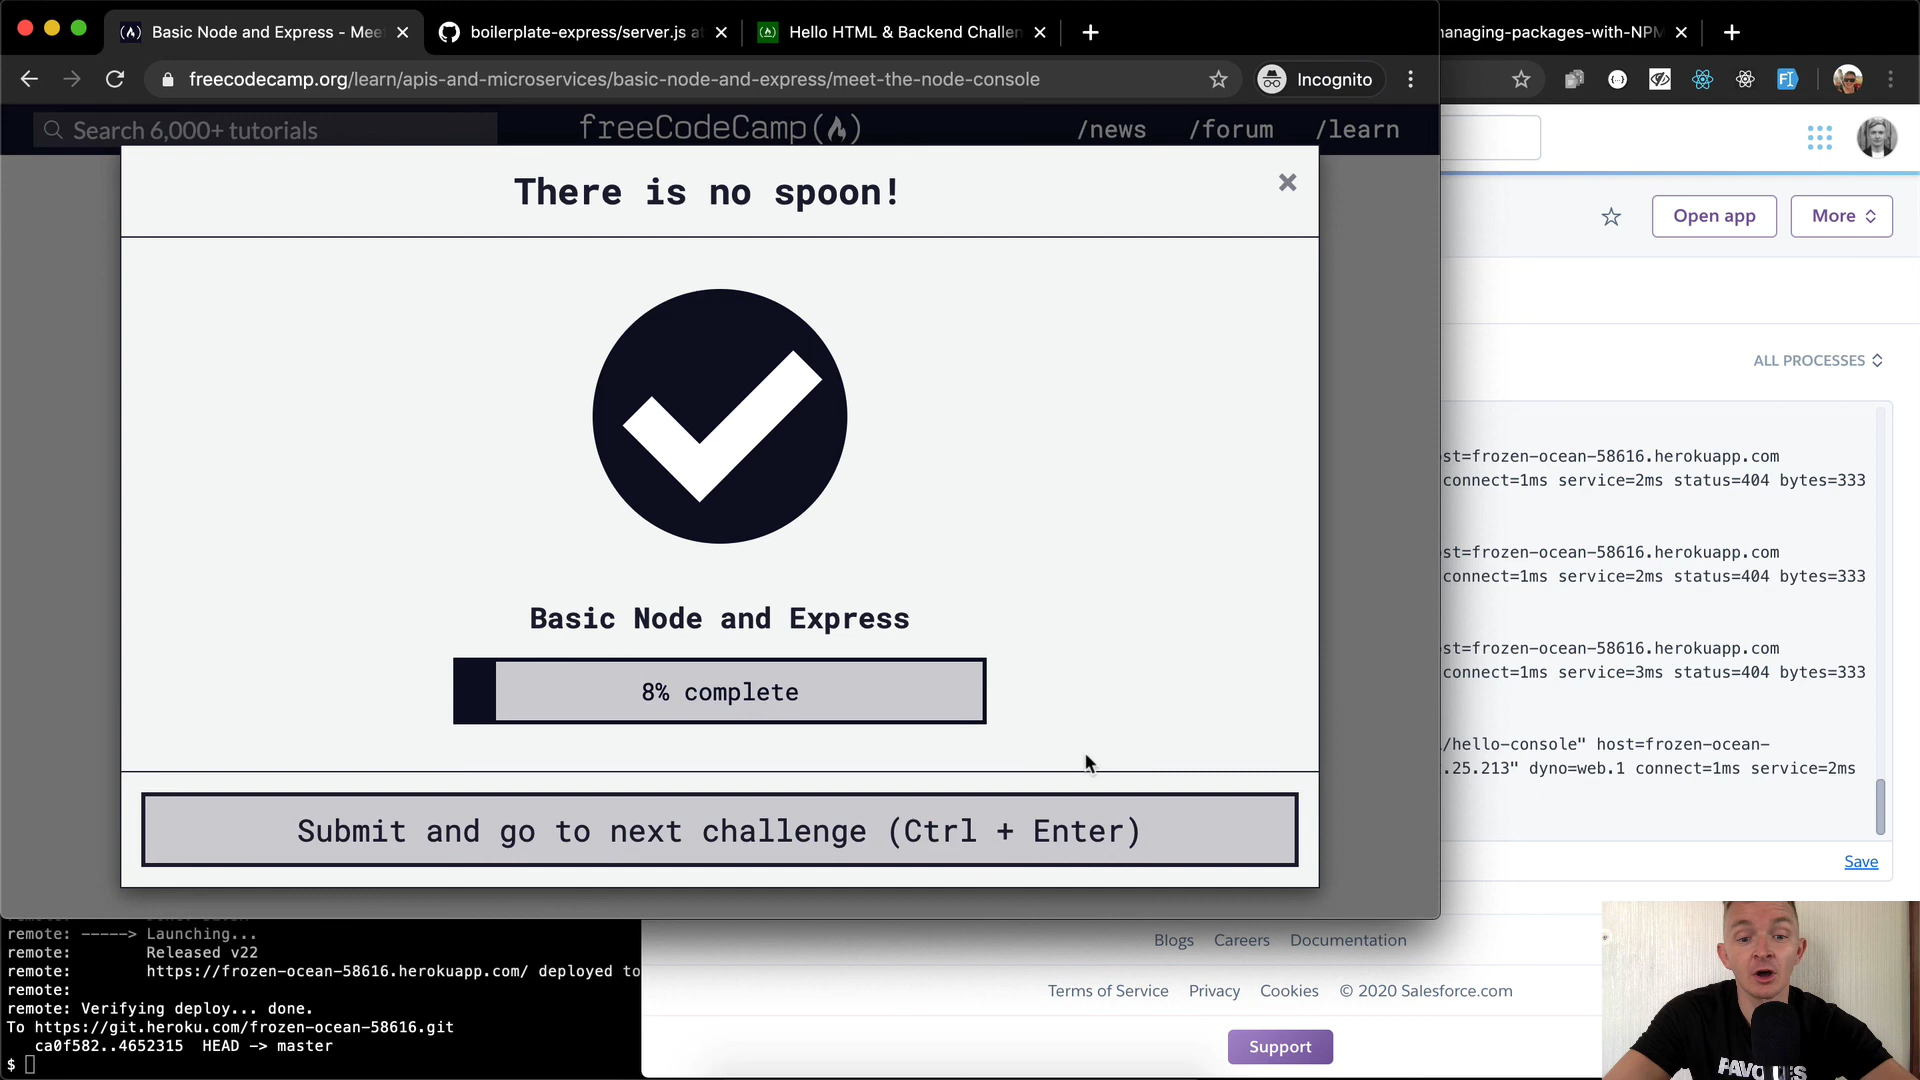 Basic Node and Express - Mee
boilerplate-express/server.js at
Hello HTML & Backend Challen
managing-packages-with-NPM
freecodecamp.org/learn/apis-and-microservices/basic-node-and-express/meet-the-node-console
Incognito
Search 6,000+ tutorials
freeCodeCamp
/news
/forum
/learn
There is no spoon!
Open app
More
ALL PROCESSES
Basic Node and Express
8% complete
Submit and go to next challenge (Ctrl + Enter)
st=frozen-ocean-58616.herokuapp.com
connect=1ms service=2ms status=404 bytes=333
st=frozen-ocean-58616.herokuapp.com
connect=1ms service=2ms status=404 bytes=333
st=frozen-ocean-58616.herokuapp.com
connect=1ms service=3ms status=404 bytes=333
/hello-console" host=frozen-ocean-
.25.213" dyno=web.1 connect=1ms service=2ms
Save
remote: -----> Launching...
remote: Released v22
remote: https://frozen-ocean-58616.herokuapp.com/ deployed to
remote:
remote: Verifying deploy... done.
To https://git.heroku.com/frozen-ocean-58616.git
ca0f582..4652315 HEAD -> master
$
Blogs Careers Documentation
Terms of Service Privacy Cookies © 2020 Salesforce.com
Support